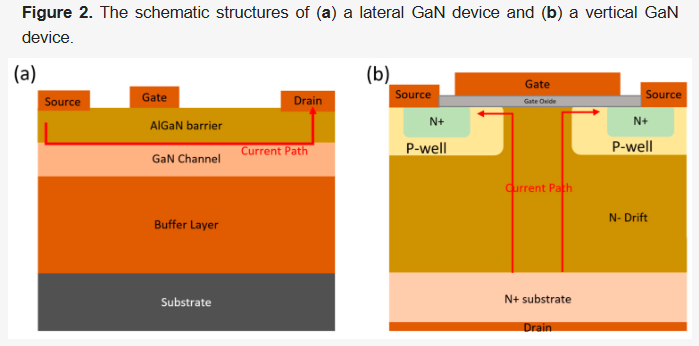 Figure 2. The schematic structures of (a) a lateral GaN device and (b) a vertical GaN
device.
(a)
Source
Gate
Drain
AlGaN barrier
Current Path
GaN Channel
Buffer Layer
Substrate
(b)
Gate
Source
Source
Gate Oxide
N+
N+
P-well
P-well
Current Path
N- Drift
N+ substrate
Drain